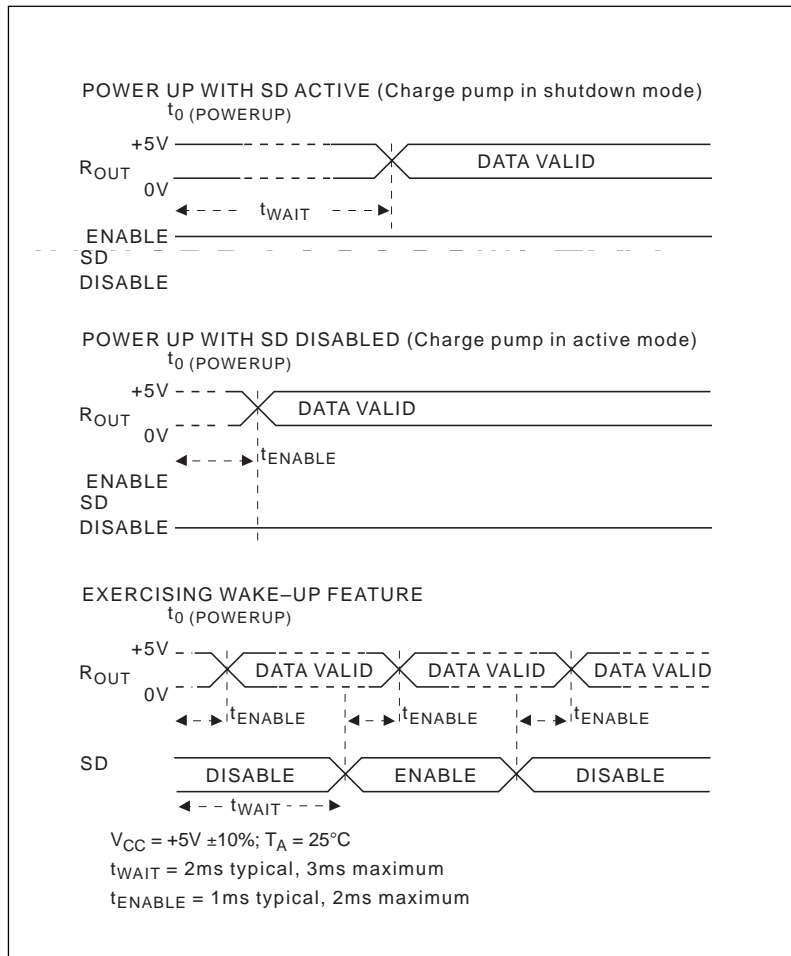 POWER UP WITH SD ACTIVE (Charge pump in shutdown mode)
t0 (POWERUP)
+5V
ROUT
DATA VALID
0V
tWAIT
ENABLE
SD
DISABLE
POWER UP WITH SD DISABLED (Charge pump in active mode)
t0 (POWERUP)
+5V
ROUT
DATA VALID
0V
tENABLE
ENABLE
SD
DISABLE
EXERCISING WAKE–UP FEATURE
t0 (POWERUP)
+5V
ROUT
DATA VALID DATA VALID DATA VALID
0V
tENABLE tENABLE tENABLE
SD
DISABLE ENABLE DISABLE
tWAIT
VCC = +5V ±10%; TA = 25°C
tWAIT = 2ms typical, 3ms maximum
tENABLE = 1ms typical, 2ms maximum